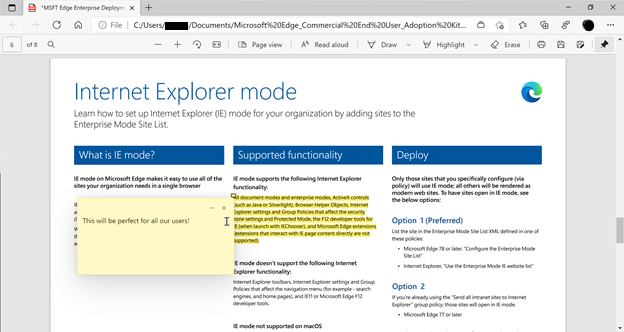 *MSFT Edge Enterprise Deploym
File
C:/Users/
/Documents/Microsoft%20Edge_Commercial%20End%20User_Adoption%20Kit...
6
of 8
Page view
Read aloud
Draw
Highlight
Erase
Internet Explorer mode
Learn how to set up Internet Explorer (IE) mode for your organization by adding sites to the
Enterprise Mode Site List.
What is IE mode?
IE mode on Microsoft Edge makes it easy to use all of the
sites your organization needs in a single browser
This will be perfect for all our users!
Supported functionality
IE mode supports the following Internet Explorer
functionality:
All document modes and enterprise modes, ActiveX controls
(such as Java or Silverlight), Browser Helper Objects, Internet
Explorer settings and Group Policies that affect the security
zone settings and Protected Mode, the F12 developer tools for
IE (when launch with IEChooser), and Microsoft Edge extensions
(extensions that interact with IE page content directly are not
supported).
IE mode doesn't support the following Internet
Explorer functionality:
Internet Explorer toolbars, Internet Explorer settings and Group
Policies that affect the navigation menu (for example - search
engines, and home pages), and IE11 or Microsoft Edge F12
developer tools.
IE mode not supported on macOS
Deploy
Only those sites that you specifically configure (via
policy) will use IE mode; all others will be rendered as
modern web sites. To have sites open in IE mode, see
the below options:
Option 1 (Preferred)
List the site in the Enterprise Mode Site List XML defined in one of
these policies:
• Microsoft Edge 78 or later, "Configure the Enterprise Mode
Site List"
• Internet Explorer, "Use the Enterprise Mode IE website list"
Option 2
If you're already using the "Send all intranet sites to Internet
Explorer" group policy, those sites will open in IE mode.
• Microsoft Edge 77 or later